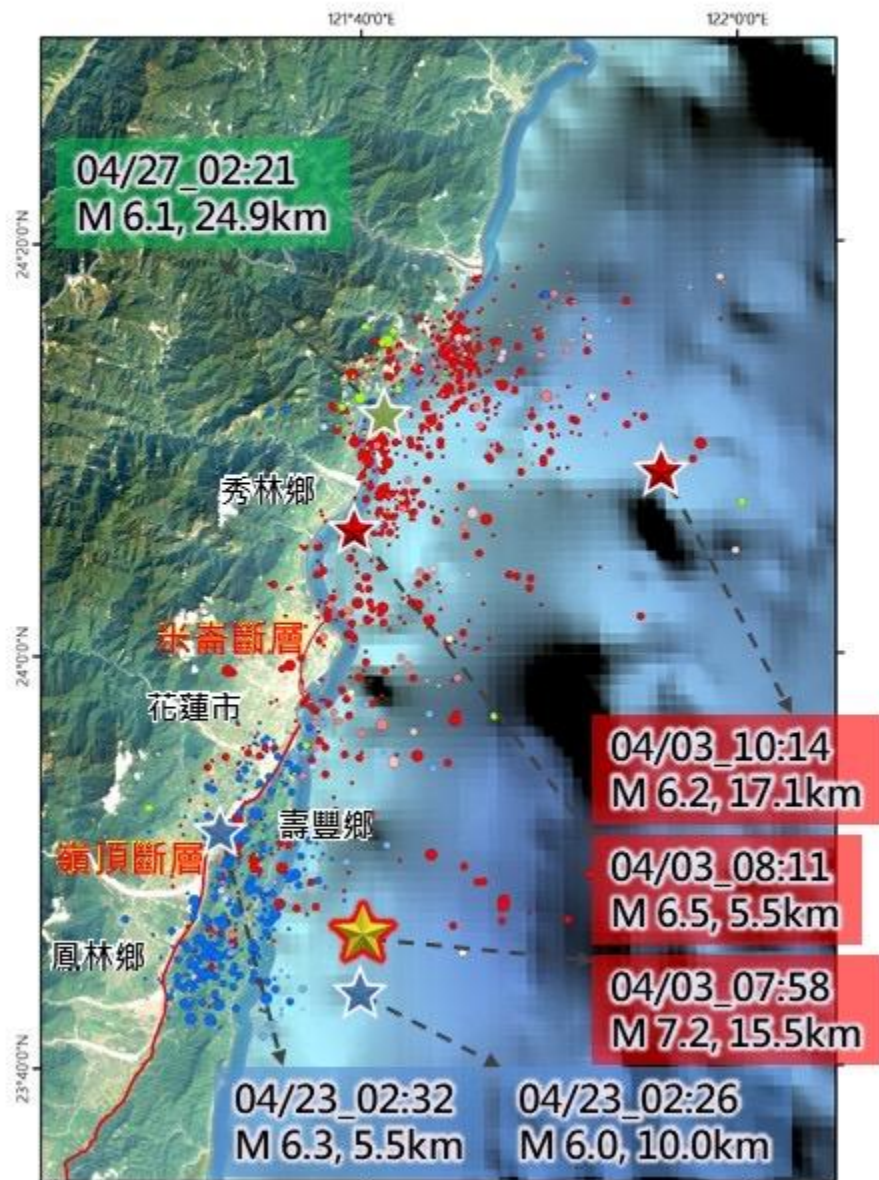 121°40'0"E
122°0'0"E
04/27_02:21
M 6.1, 24.9km
24°20'0"N
秀林鄉
米崙斷層
24°0'0"N
花蓮市
04/03_10:14
M 6.2, 17.1km
壽豐鄉
嶺頂斷層
04/03_08:11
M 6.5, 5.5km
鳳林鄉
04/03_07:58
M 7.2, 15.5km
23°40'0"N
04/23_02:32
M 6.3, 5.5km
04/23_02:26
M 6.0, 10.0km